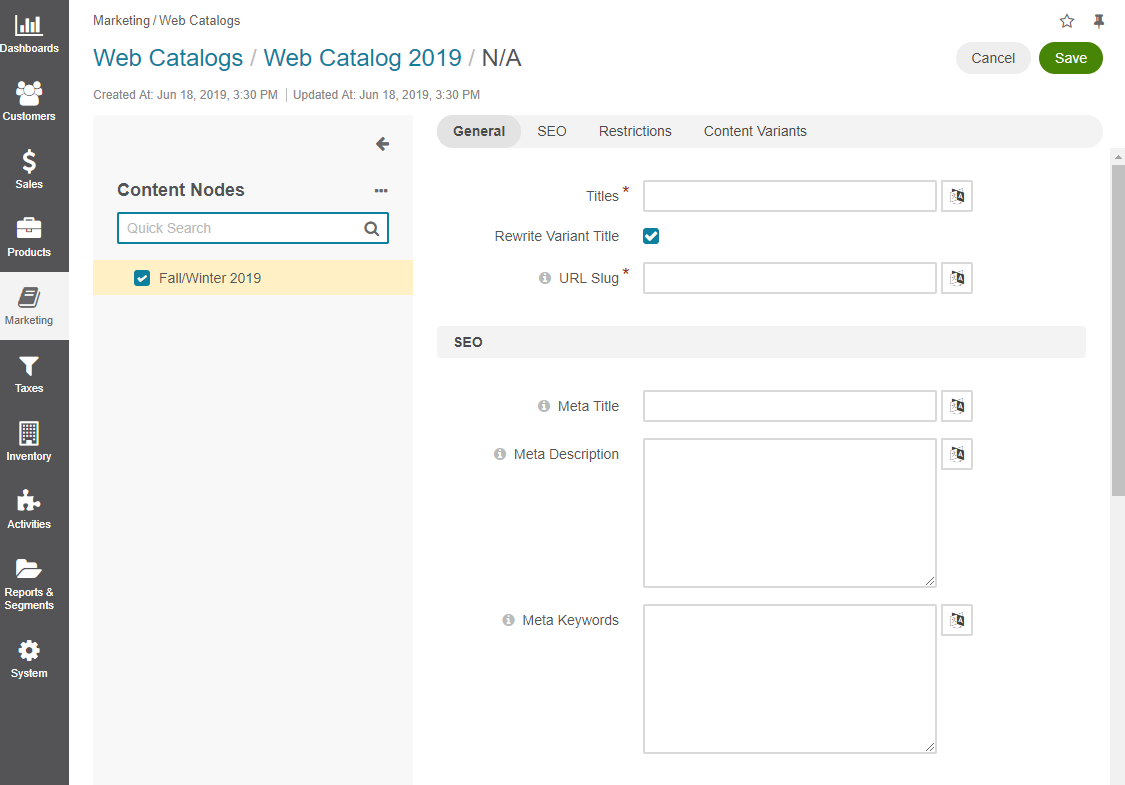 Dashboards
Customers
Sales
Products
Marketing
Taxes
Inventory
Activities
Reports &
Segments
System
Marketing / Web Catalogs
Web Catalogs / Web Catalog 2019 / N/A
Cancel
Save
Created At: Jun 18, 2019, 3:30 PM | Updated At: Jun 18, 2019, 3:30 PM
Content Nodes
Quick Search
Fall/Winter 2019
General SEO Restrictions Content Variants
Titles *
Rewrite Variant Title
URL Slug *
SEO
Meta Title
Meta Description
Meta Keywords